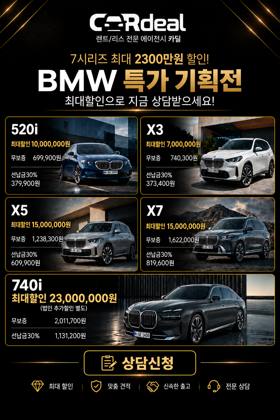 CARdeal
렌트/리스 전문 에이전시 카딜
7시리즈 최대 2300만원 할인!
BMW 특가 기획전
최대할인으로 지금 상담받으세요!
520i
최대할인 10,000,000원
무보증 699,900원
선납금30%
379,900원
X3
최대할인 7,000,000원
무보증 740,300원
선납금30%
373,400원
X5
최대할인 15,000,000원
무보증 1,238,300원
선납금30%
609,900원
X7
최대할인 15,000,000원
무보증 1,622,000원
선납금30%
819,600원
740i
최대할인 23,000,000원
(법인 추가할인 별도)
무보증 2,011,700원
선납금30% 1,131,200원
상담신청
최대 할인
맞춤 견적
신속한 출고
전문 상담